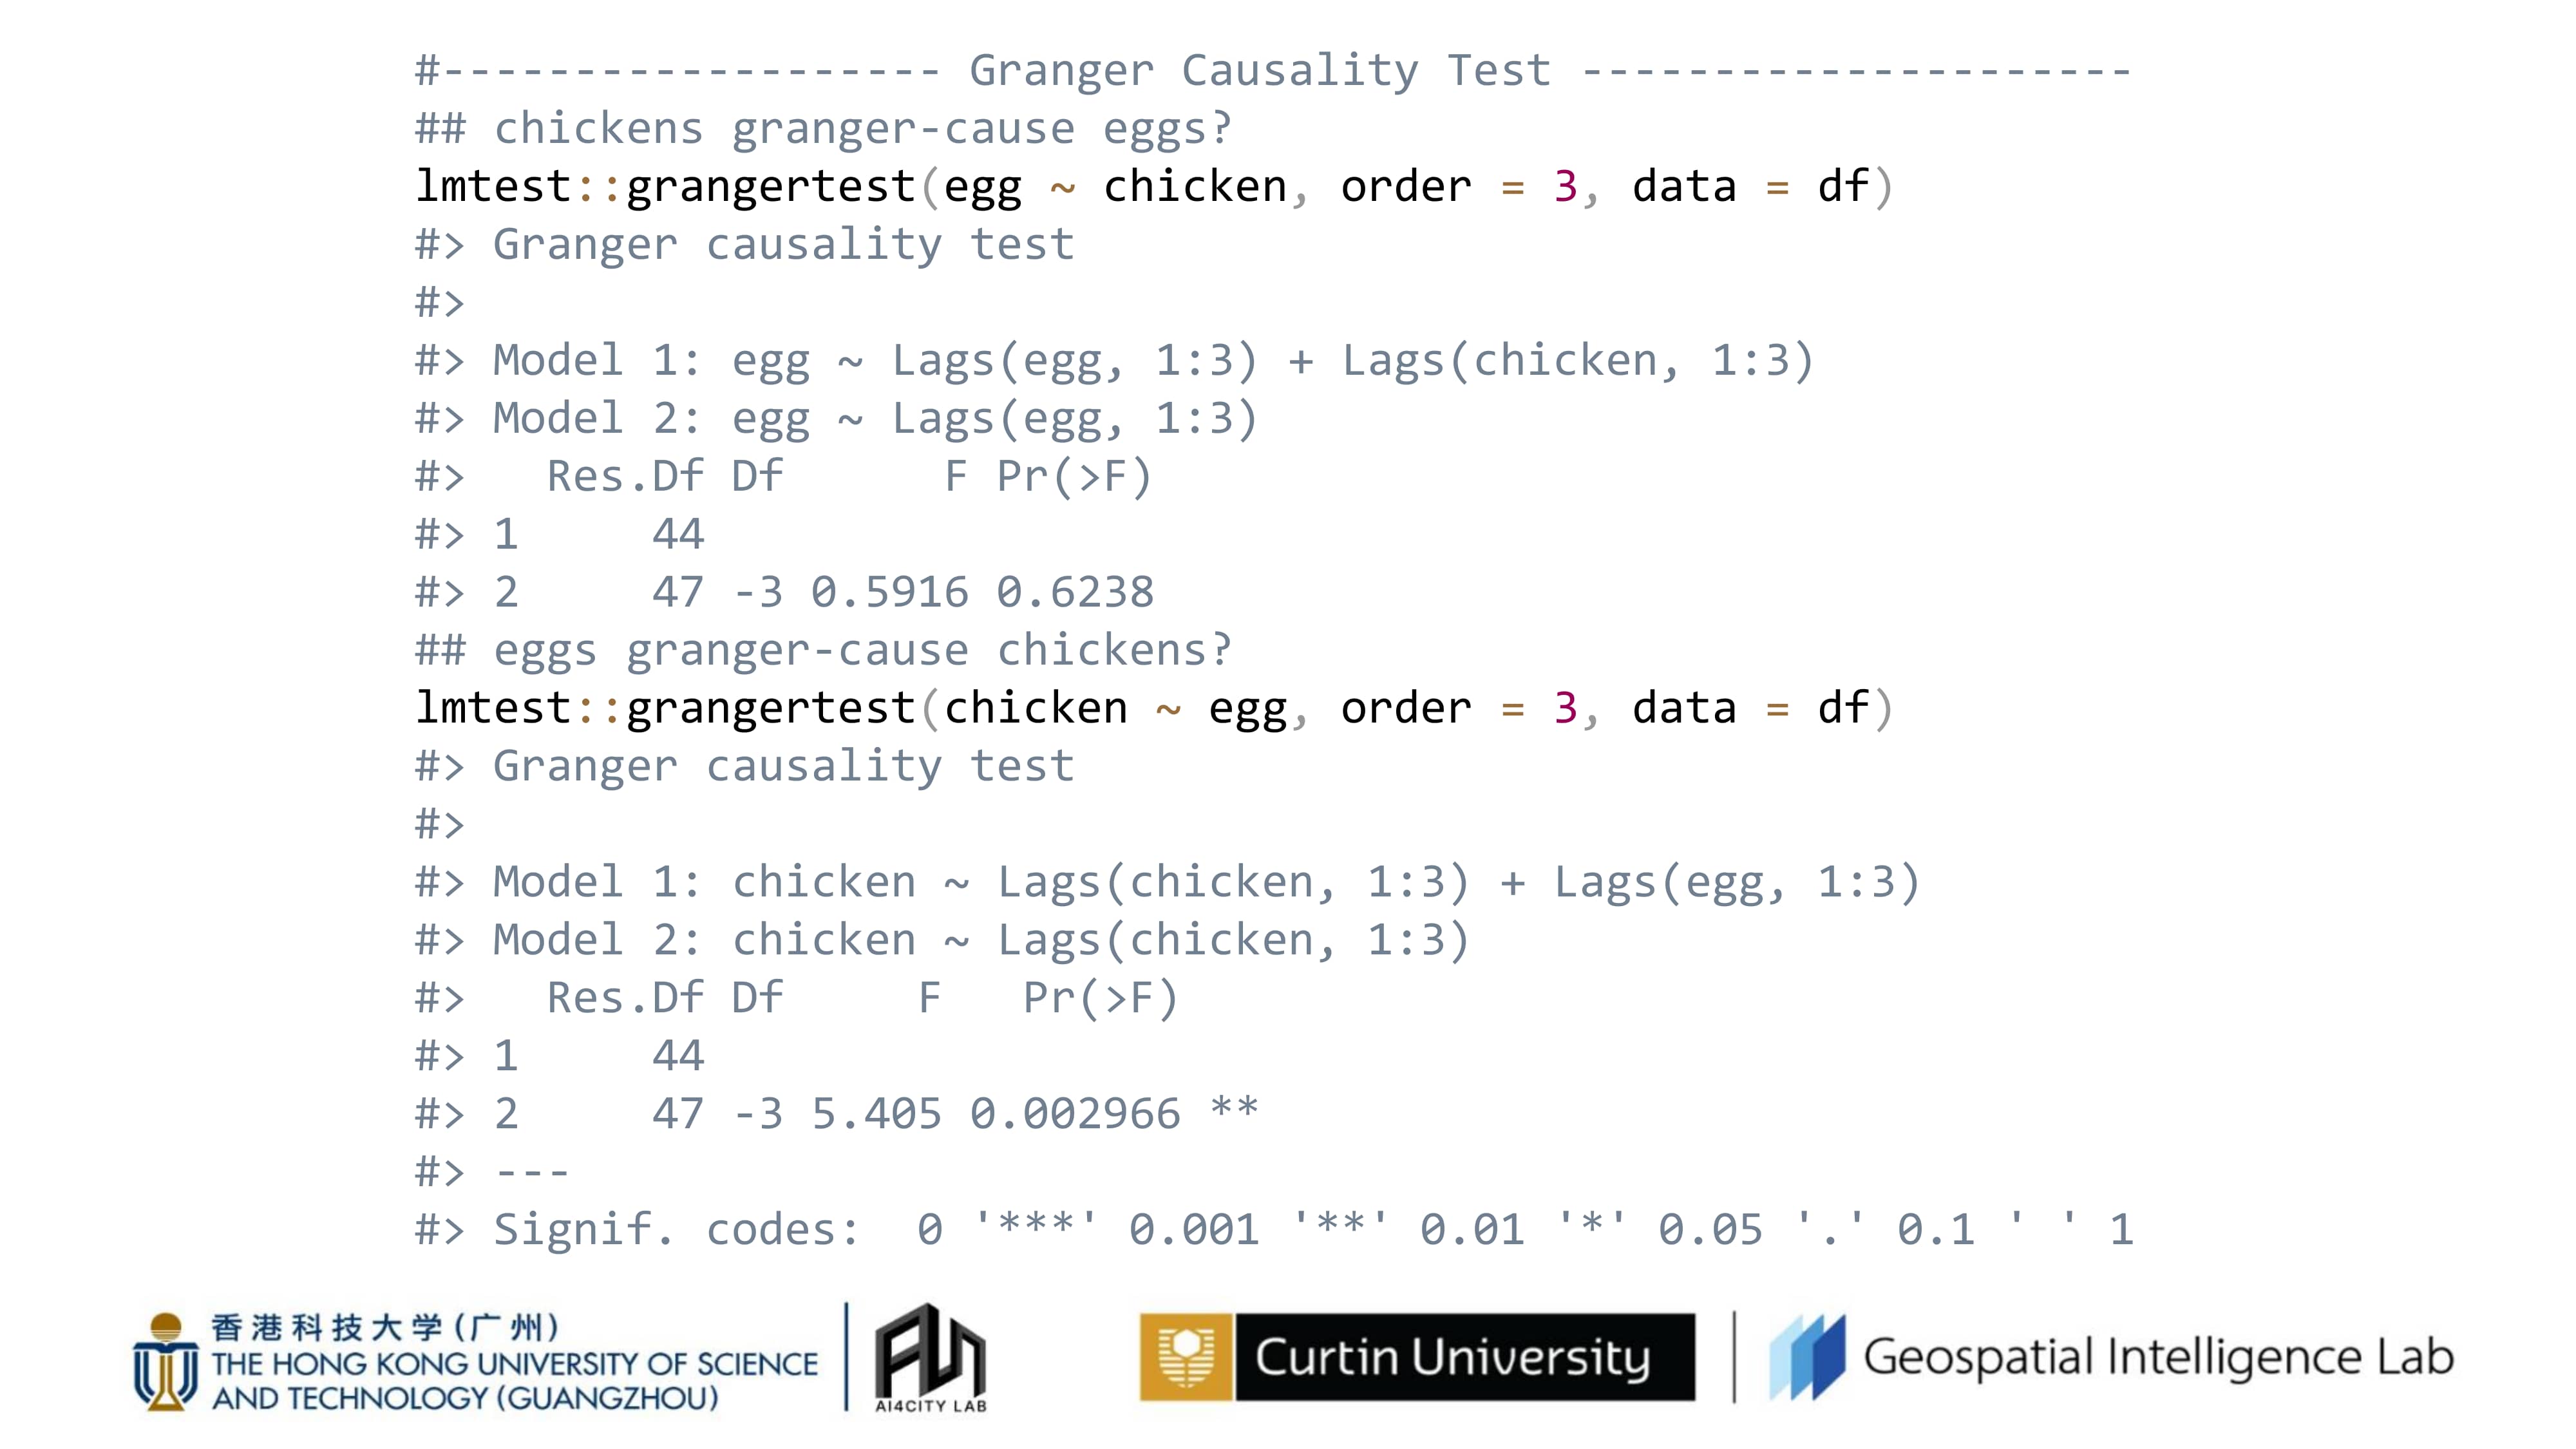 #------------------- Granger Causality Test ---------------------
## chickens granger-cause eggs?
lmtest::grangertest(egg ~ chicken, order = 3, data = df)
#> Granger causality test
#>
#> Model 1: egg ~ Lags(egg, 1:3) + Lags(chicken, 1:3)
#> Model 2: egg ~ Lags(egg, 1:3)
#>   Res.Df Df      F Pr(>F)
#> 1     44
#> 2     47 -3 0.5916 0.6238
## eggs granger-cause chickens?
lmtest::grangertest(chicken ~ egg, order = 3, data = df)
#> Granger causality test
#>
#> Model 1: chicken ~ Lags(chicken, 1:3) + Lags(egg, 1:3)
#> Model 2: chicken ~ Lags(chicken, 1:3)
#>   Res.Df Df     F   Pr(>F)
#> 1     44
#> 2     47 -3 5.405 0.002966 **
#> ---
#> Signif. codes:  0 '***' 0.001 '**' 0.01 '*' 0.05 '.' 0.1 ' ' 1
香港科技大学(广州)
THE HONG KONG UNIVERSITY OF SCIENCE
AND TECHNOLOGY (GUANGZHOU)
AI4CITY LAB
Curtin University
Geospatial Intelligence Lab